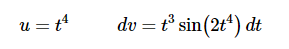 u = t⁴ dv = t³ sin(2t⁴) dt